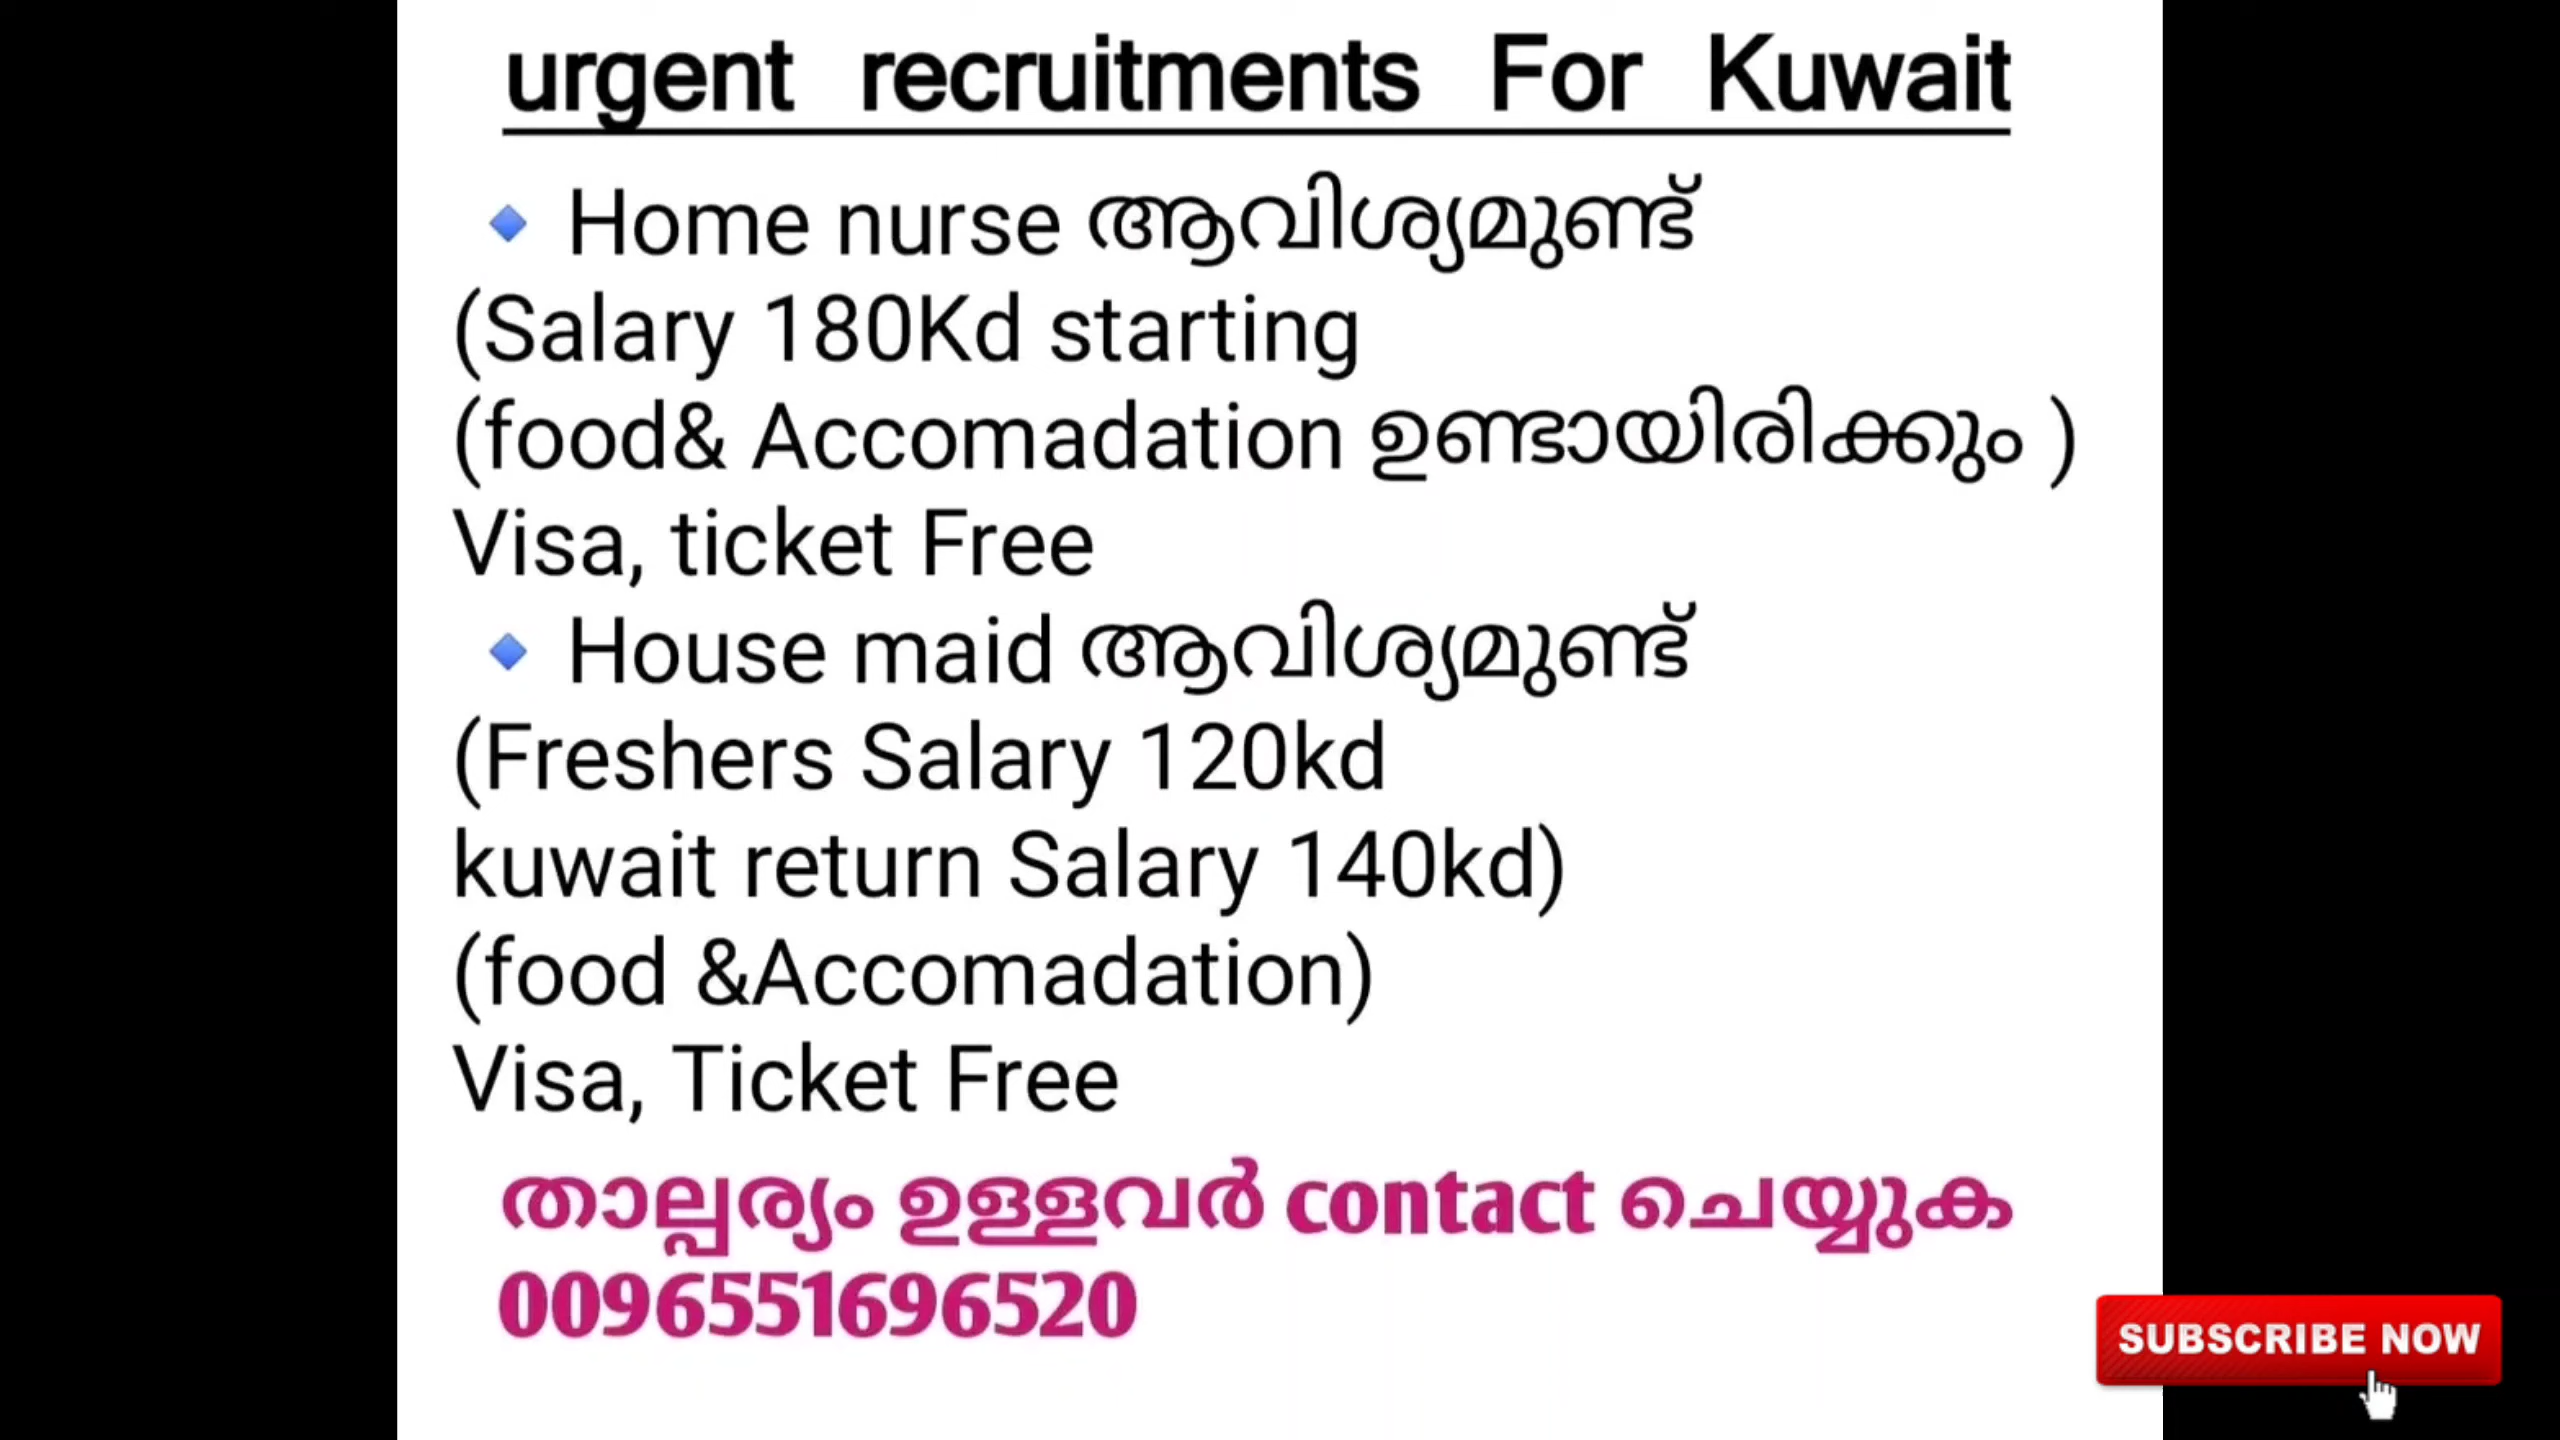 urgent recruitments For Kuwait
🔹 Home nurse ആവിശ്യമുണ്ട്
(Salary 180Kd starting
(food& Accomadation ഉണ്ടായിരിക്കും )
Visa, ticket Free
🔹 House maid ആവിശ്യമുണ്ട്
(Freshers Salary 120kd
kuwait return Salary 140kd)
(food &Accomadation)
Visa, Ticket Free
താല്പര്യം ഉള്ളവർ contact ചെയ്യുക
0096551696520
SUBSCRIBE NOW